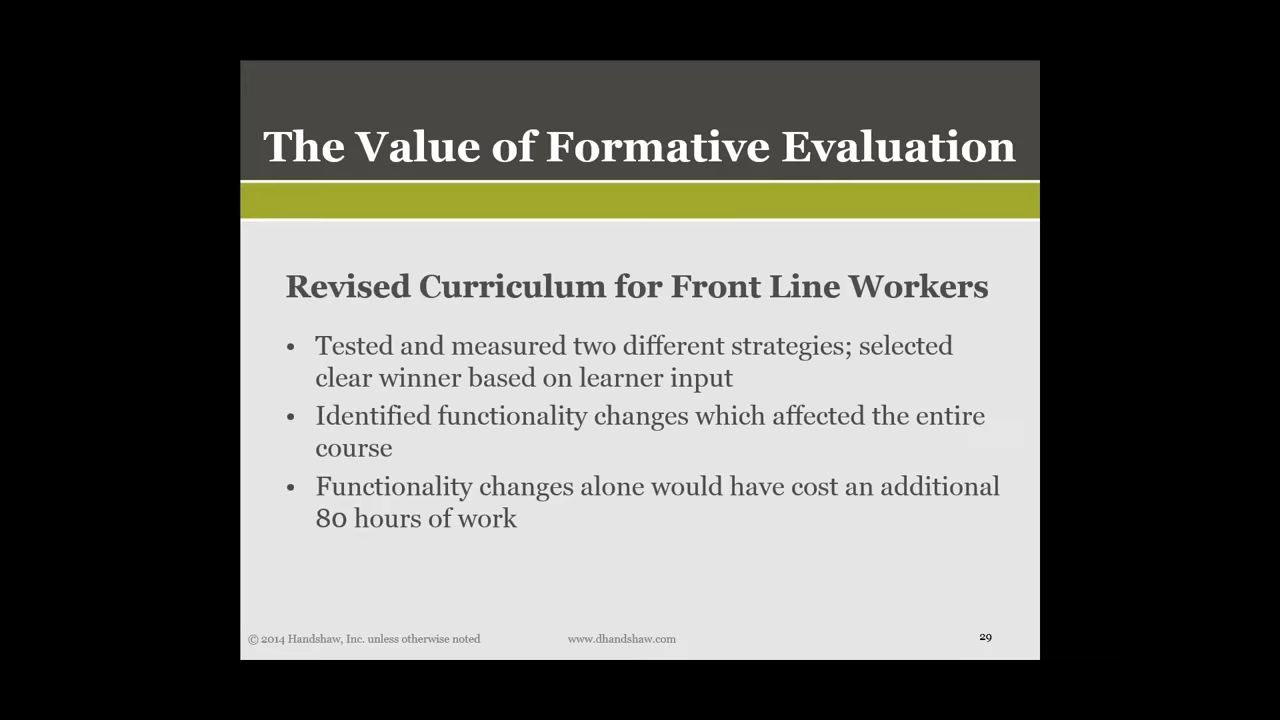 The Value of Formative Evaluation
Revised Curriculum for Front Line Workers
• Tested and measured two different strategies; selected
clear winner based on learner input
• Identified functionality changes which affected the entire
course
• Functionality changes alone would have cost an additional
80 hours of work
© 2014 Handshaw, Inc. unless otherwise noted
www.dhandshaw.com
29